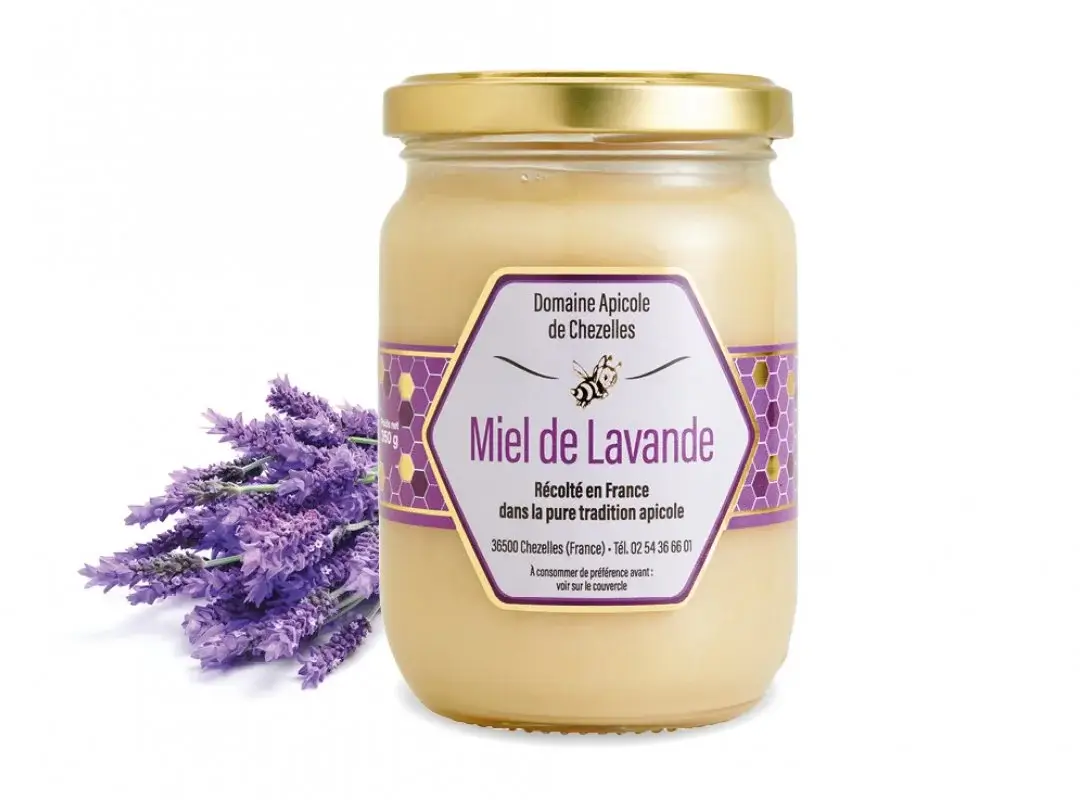 Domaine Apicole
de Chezelles
Miel de Lavande
Récolté en France
dans la pure tradition apicole
36500 Chezelles (France) • Tél. 02 54 36 66 01
À consommer de préférence avant :
voir sur le couvercle
net
g